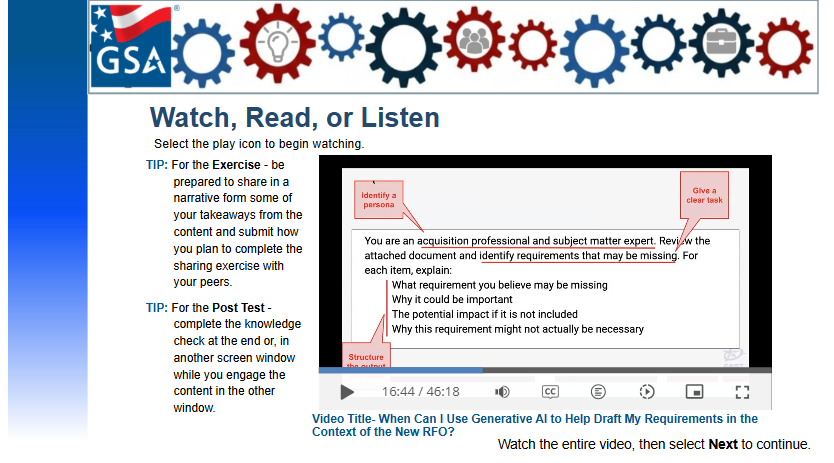 GSA
®
Watch, Read, or Listen
Select the play icon to begin watching.
TIP: For the Exercise - be
prepared to share in a
narrative form some of
your takeaways from the
content and submit how
you plan to complete the
sharing exercise with
your peers.
TIP: For the Post Test -
complete the knowledge
check at the end or, in
another screen window
while you engage the
content in the other
window.
Identify a
persona
Give a
clear task
You are an acquisition professional and subject matter expert. Review the
attached document and identify requirements that may be missing. For
each item, explain:
What requirement you believe may be missing
Why it could be important
The potential impact if it is not included
Why this requirement might not actually be necessary
Structure
the output
16:44 / 46:18
CC
Video Title- When Can I Use Generative AI to Help Draft My Requirements in the
Context of the New RFO?
Watch the entire video, then select Next to continue.